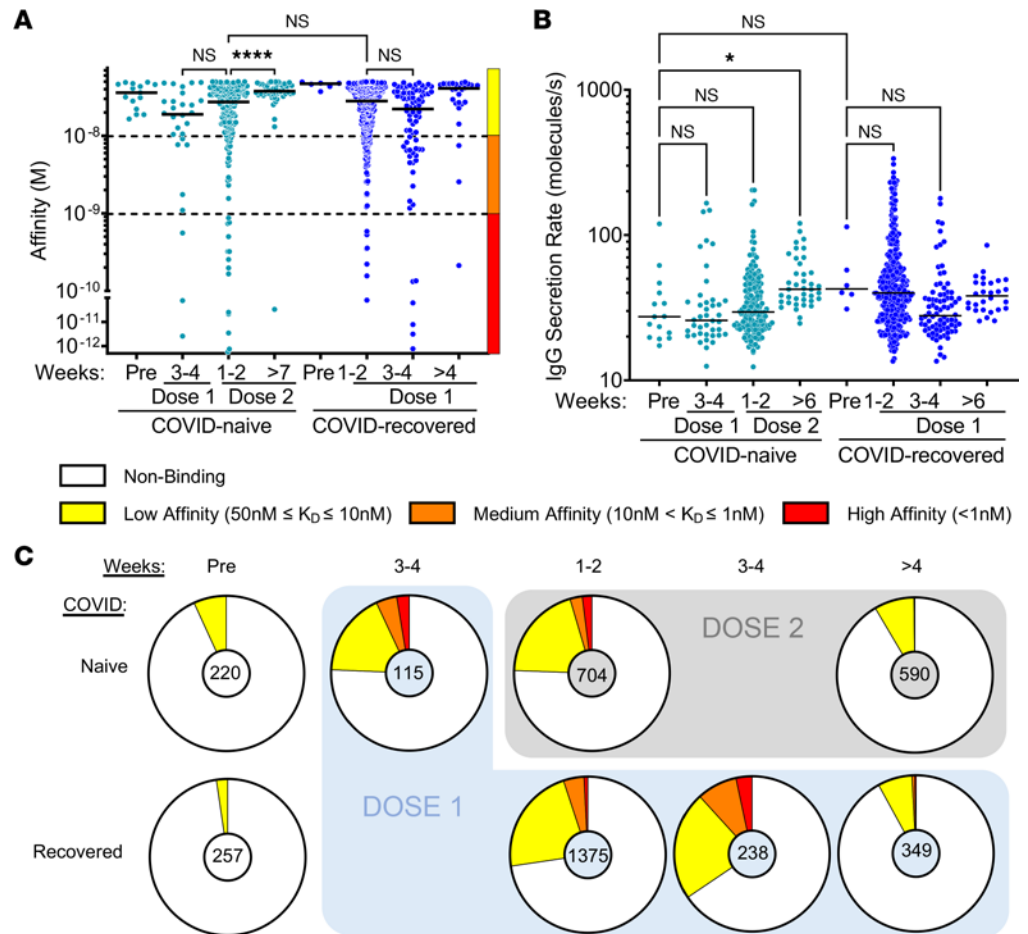 A
NS
NS
****
NS
Affinity (M)
10-8
10-9
10-10
10-11
10-12
Weeks: Pre 3-4 1-2 >7 Pre 1-2 3-4 >4
Dose 1 Dose 2 Dose 1
COVID-naive COVID-recovered
B
NS
*
NS
NS
NS
NS
IgG Secretion Rate (molecules/s)
1000
100
10
Weeks: Pre 3-4 1-2 >6 Pre 1-2 3-4 >6
Dose 1 Dose 2 Dose 1
COVID-naive COVID-recovered
Non-Binding
Low Affinity (50nM ≤ KD ≤ 10nM) Medium Affinity (10nM < KD ≤ 1nM) High Affinity (<1nM)
C
Weeks: Pre 3-4 1-2 3-4 >4
COVID:
DOSE 2
Naive 220 115 704 590
DOSE 1
Recovered 257 1375 238 349